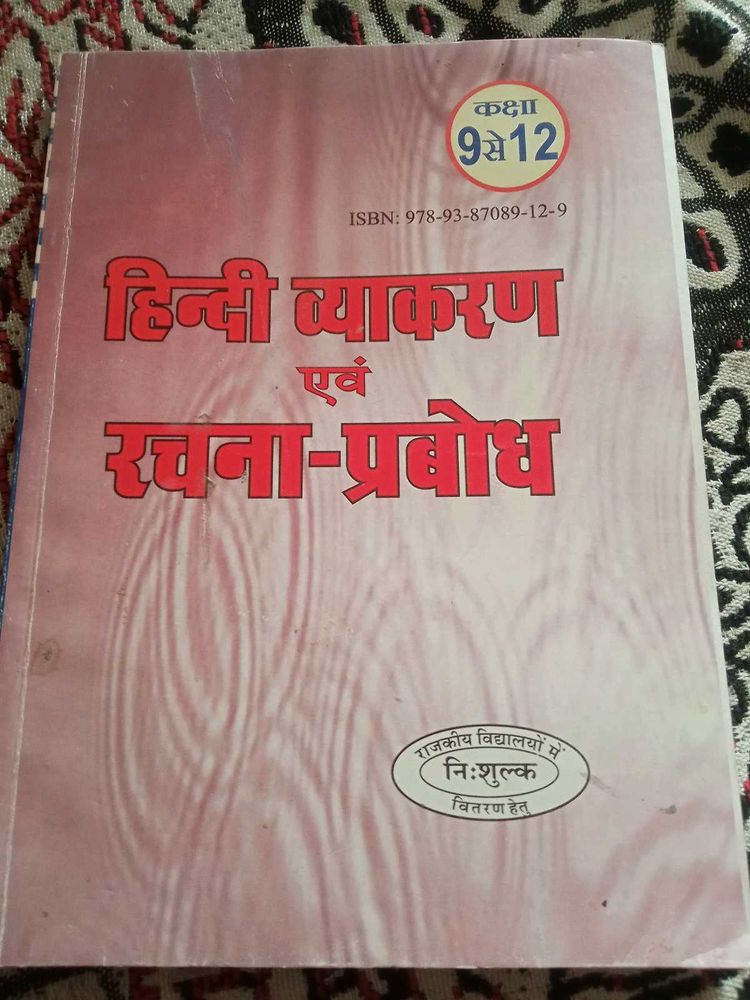 कक्षा
9 से 12
ISBN: 978-93-87089-12-9
हिन्दी व्याकरण
एवं
रचना-प्रबोध
राजकीय विद्यालयों में
निःशुल्क
वितरण हेतु